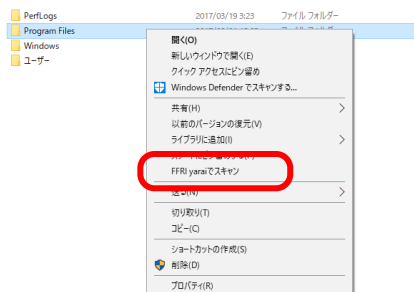 PerfLogs 2017/03/19 3:23 ファイル フォルダー
Program Files
Windows
ユーザー
開く(O)
新しいウィンドウで開く(E)
クイック アクセスにピン留め
Windows Defender でスキャンする...
共有(H)
以前のバージョンの復元(V)
ライブラリに追加(I)
FFRI yaraiでスキャン
送る(N)
切り取り(T)
コピー(C)
ショートカットの作成(S)
削除(D)
プロパティ(R)